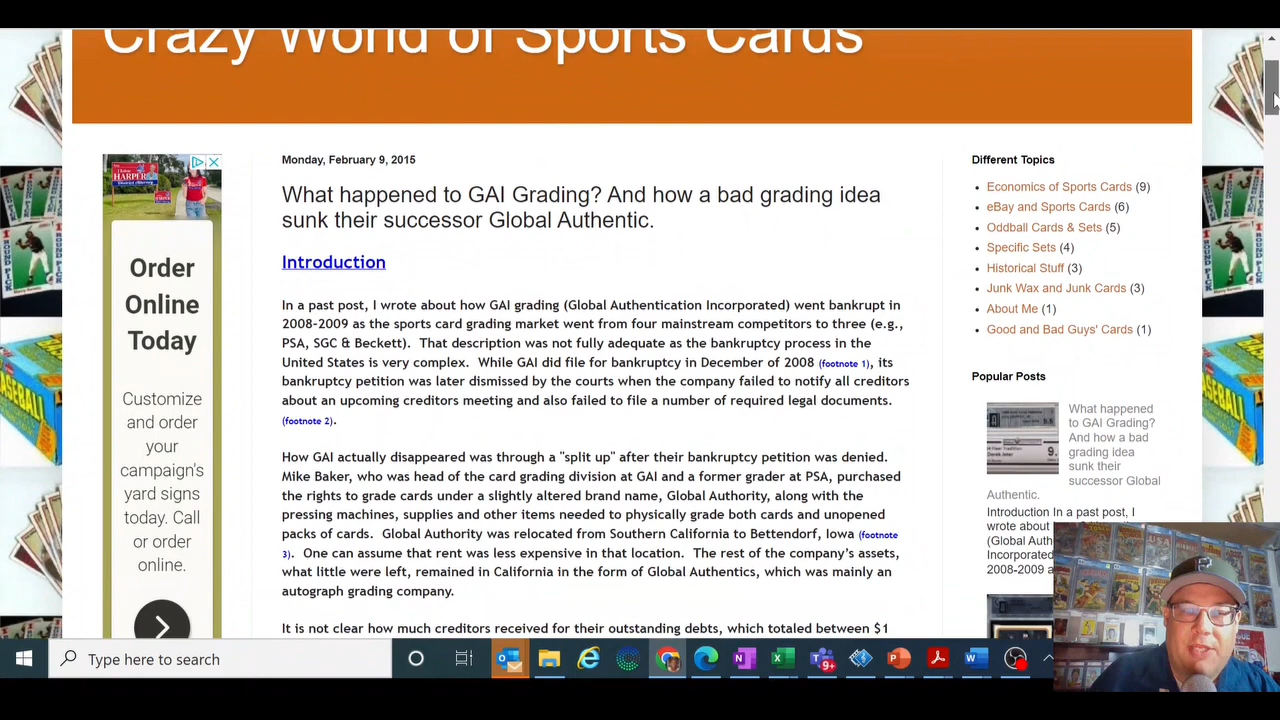 Crazy World of Sports Cards
Monday, February 9, 2015
What happened to GAI Grading? And how a bad grading idea
sunk their successor Global Authentic.
Introduction
In a past post, I wrote about how GAI grading (Global Authentication Incorporated) went bankrupt in
2008-2009 as the sports card grading market went from four mainstream competitors to three (e.g.,
PSA, SGC & Beckett). That description was not fully adequate as the bankruptcy process in the
United States is very complex. While GAI did file for bankruptcy in December of 2008 (footnote 1), its
bankruptcy petition was later dismissed by the courts when the company failed to notify all creditors
about an upcoming creditors meeting and also failed to file a number of required legal documents.
(footnote 2).
How GAI actually disappeared was through a "split up" after their bankruptcy petition was denied.
Mike Baker, who was head of the card grading division at GAI and a former grader at PSA, purchased
the rights to grade cards under a slightly altered brand name, Global Authority, along with the
pressing machines, supplies and other items needed to physically grade both cards and unopened
packs of cards. Global Authority was relocated from Southern California to Bettendorf, Iowa (footnote
3). One can assume that rent was less expensive in that location. The rest of the company's assets,
what little were left, remained in California in the form of Global Authentics, which was mainly an
autograph grading company.
It is not clear how much creditors received for their outstanding debts, which totaled between $1
HARPER
Order
Online
Today
Customize
and order
your
campaign's
yard signs
today. Call
or order
online.
Different Topics
Economics of Sports Cards (9)
eBay and Sports Cards (6)
Oddball Cards & Sets (5)
Specific Sets (4)
Historical Stuff (3)
Junk Wax and Junk Cards (3)
About Me (1)
Good and Bad Guys' Cards (1)
Popular Posts
What happened
to GAI Grading?
And how a bad
grading idea
sunk their
successor Global
Authentic.
Introduction In a past post, I
wrote about
(Global Auth
Incorporated
2008-2009 a
BASEBALL
Type here to search
9+